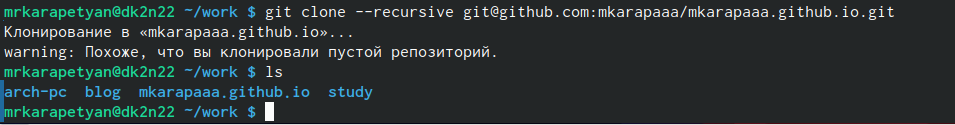 mrkarapetyan@dk2n22 ~/work $ git clone --recursive git@github.com:mkarapaaa/mkarapaaa.github.io.git
Клонирование в «mkarapaaa.github.io»...
warning: Похоже, что вы клонировали пустой репозиторий.
mrkarapetyan@dk2n22 ~/work $ ls
arch-pc  blog  mkarapaaa.github.io  study
mrkarapetyan@dk2n22 ~/work $